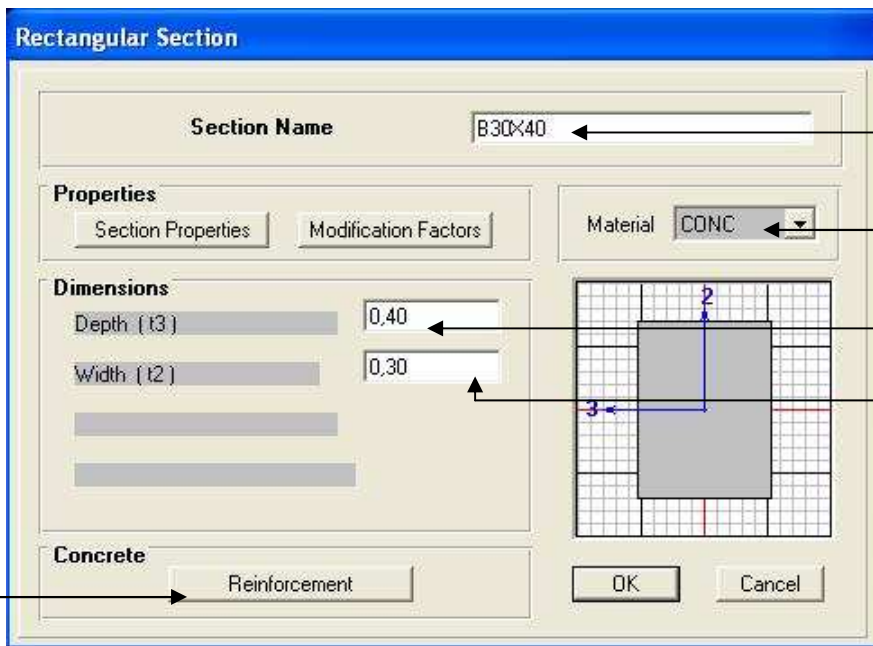 Rectangular Section
Section Name B30X40
Properties
Section Properties Modification Factors
Material CONC
Dimensions
Depth ( t3 ) 0,40
Width ( t2 ) 0,30
2
3
Concrete
Reinforcement
OK Cancel